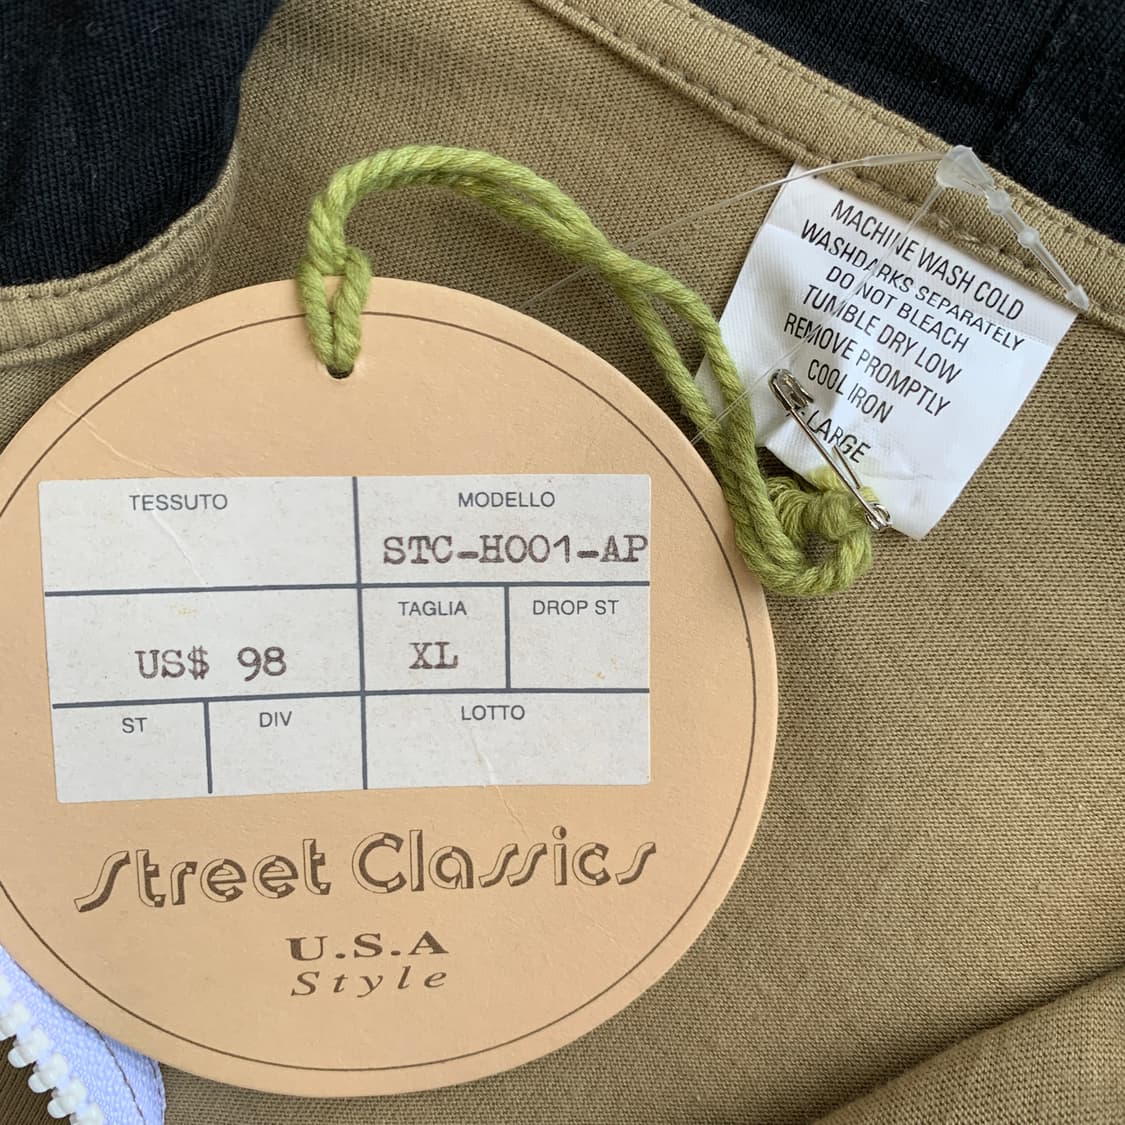 TESSUTO
MODELLO
STC-H001-AP
US$ 98
TAGLIA
XL
DROP ST
ST
DIV
LOTTO
Street Classics
U.S.A
Style
MACHINE WASH COLD
WASHDARKS SEPARATELY
DO NOT BLEACH
TUMBLE DRY LOW
REMOVE PROMPTLY
COOL IRON
LARGE